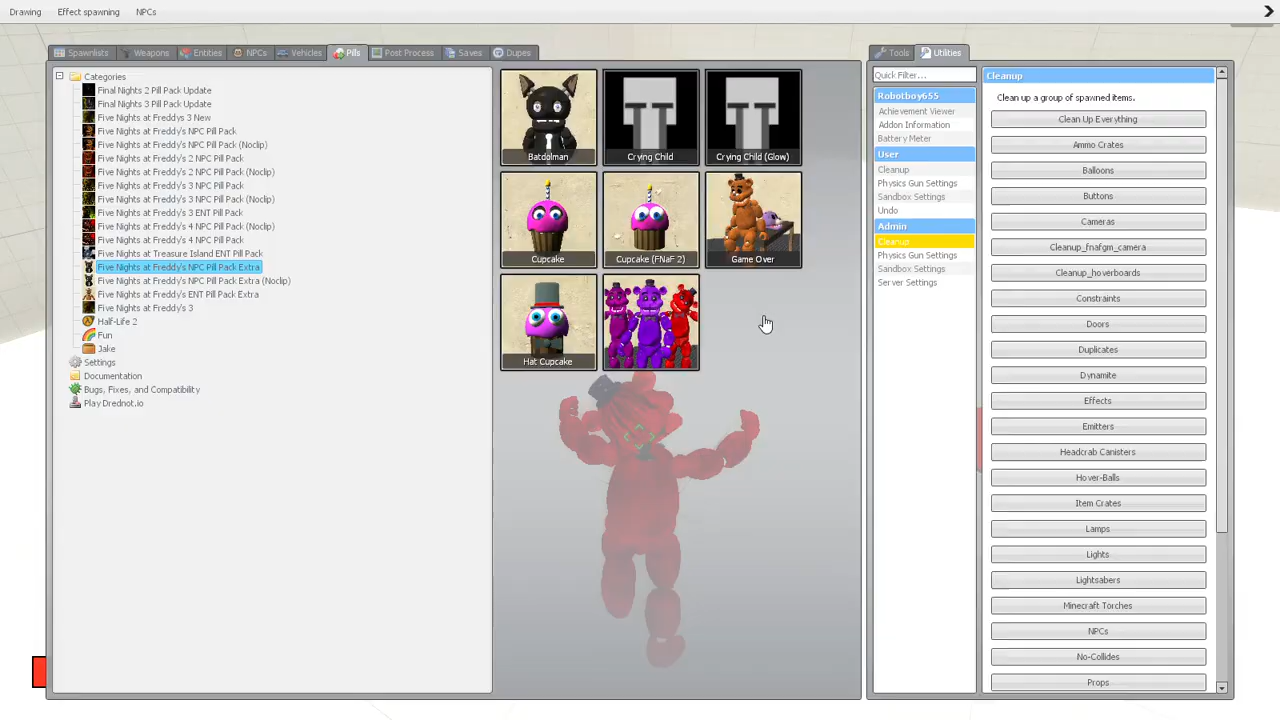 Drawing Effect spawning NPCs
Spawnlists Weapons Entities NPCs Vehicles Pills Post Process Saves Dupes
Categories
Final Nights 2 Pill Pack Update
Final Nights 3 Pill Pack Update
Five Nights at Freddys 3 New
Five Nights at Freddy's NPC Pill Pack
Five Nights at Freddy's NPC Pill Pack (Noclip)
Five Nights at Freddy's 2 NPC Pill Pack
Five Nights at Freddy's 2 NPC Pill Pack (Noclip)
Five Nights at Freddy's 3 NPC Pill Pack
Five Nights at Freddy's 3 NPC Pill Pack (Noclip)
Five Nights at Freddy's 3 ENT Pill Pack
Five Nights at Freddy's 4 NPC Pill Pack (Noclip)
Five Nights at Freddy's 4 NPC Pill Pack
Five Nights at Treasure Island ENT Pill Pack
Five Nights at Freddy's NPC Pill Pack Extra
Five Nights at Freddy's NPC Pill Pack Extra (Noclip)
Five Nights at Freddy's ENT Pill Pack Extra
Five Nights at Freddy's 3
Half-Life 2
Fun
Jake
Settings
Documentation
Bugs, Fixes, and Compatibility
Play Drednot.io
Batdolman
Crying Child
Crying Child (Glow)
Cupcake
Cupcake (FNaF 2)
Game Over
Hat Cupcake
Tools Utilities
Quick Filter...
Robotboy655
Achievement Viewer
Addon Information
Battery Meter
User
Cleanup
Physics Gun Settings
Sandbox Settings
Undo
Admin
Cleanup
Physics Gun Settings
Sandbox Settings
Server Settings
Cleanup
Clean up a group of spawned items.
Clean Up Everything
Ammo Crates
Balloons
Buttons
Cameras
Cleanup_fnafgm_camera
Cleanup_hoverboards
Constraints
Doors
Duplicates
Dynamite
Effects
Emitters
Headcrab Canisters
Hover-Balls
Item Crates
Lamps
Lights
Lightsabers
Minecraft Torches
NPCs
No-Collides
Props